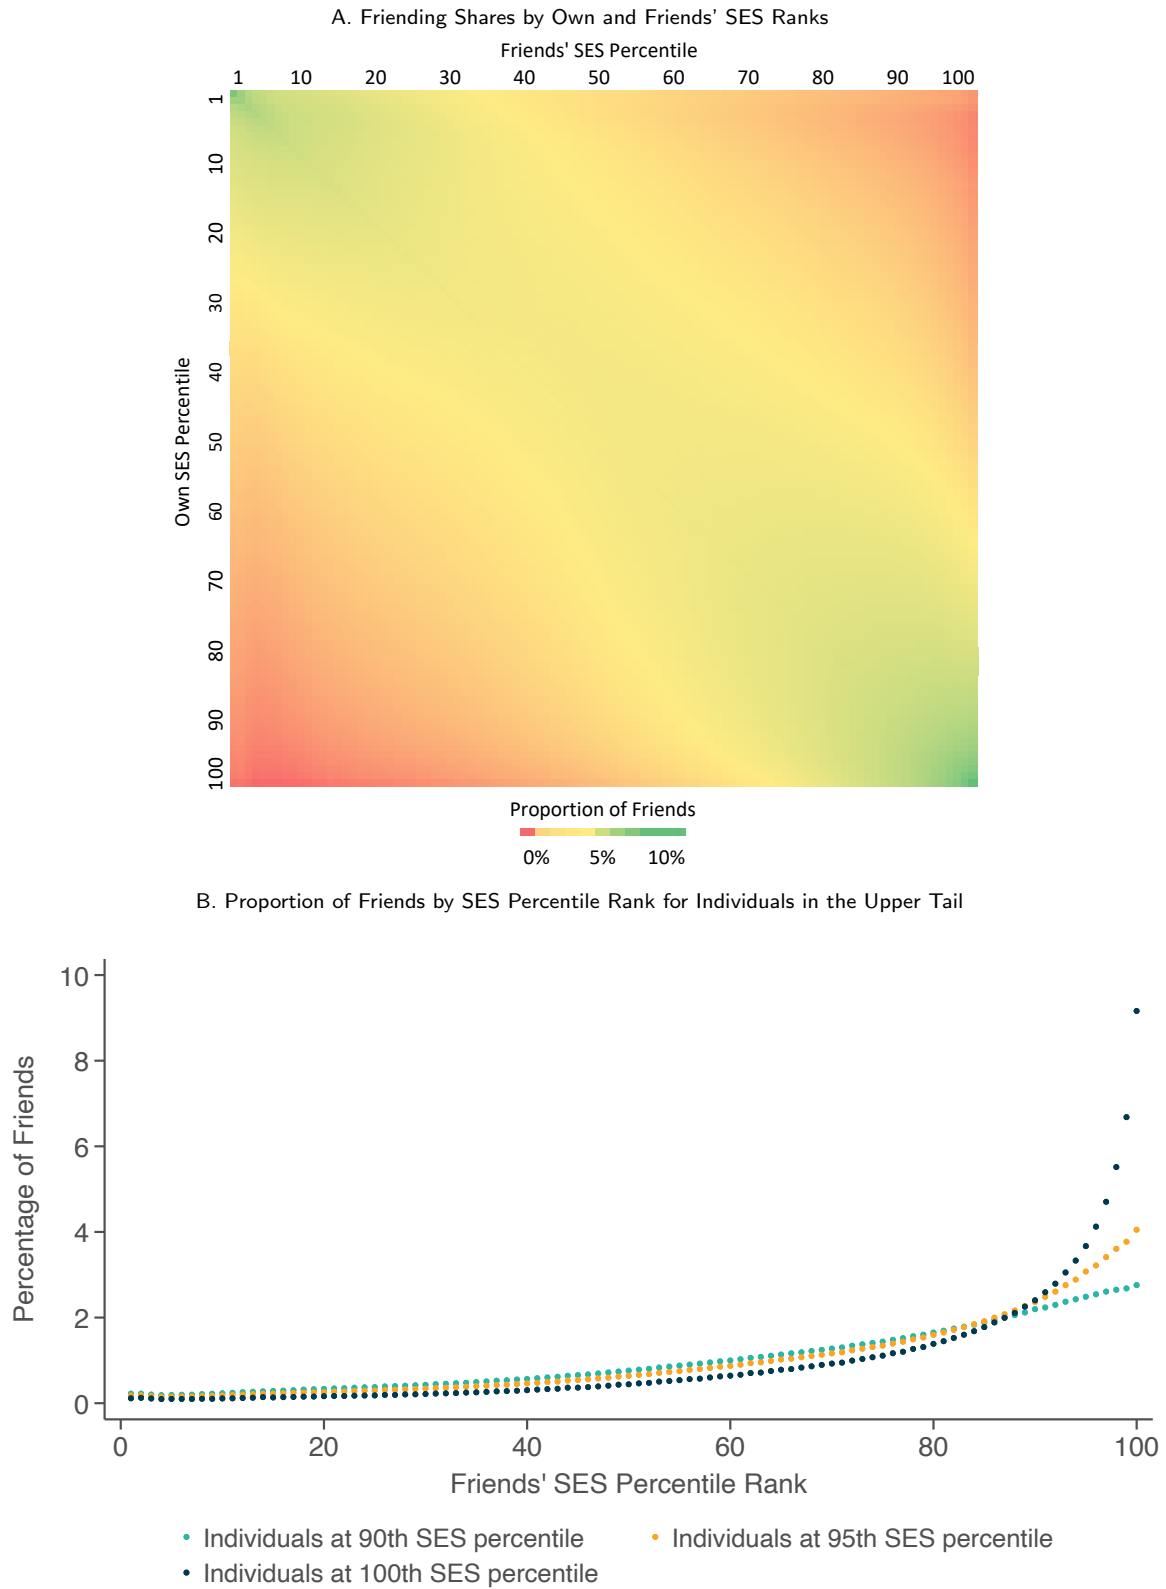 A. Friending Shares by Own and Friends' SES Ranks
Friends' SES Percentile
1 10 20 30 40 50 60 70 80 90 100
Own SES Percentile
1
10
20
30
40
50
60
70
80
90
100
Proportion of Friends
0% 5% 10%
B. Proportion of Friends by SES Percentile Rank for Individuals in the Upper Tail
Percentage of Friends
10
8
6
4
2
0
0 20 40 60 80 100
Friends' SES Percentile Rank
Individuals at 90th SES percentile
Individuals at 95th SES percentile
Individuals at 100th SES percentile